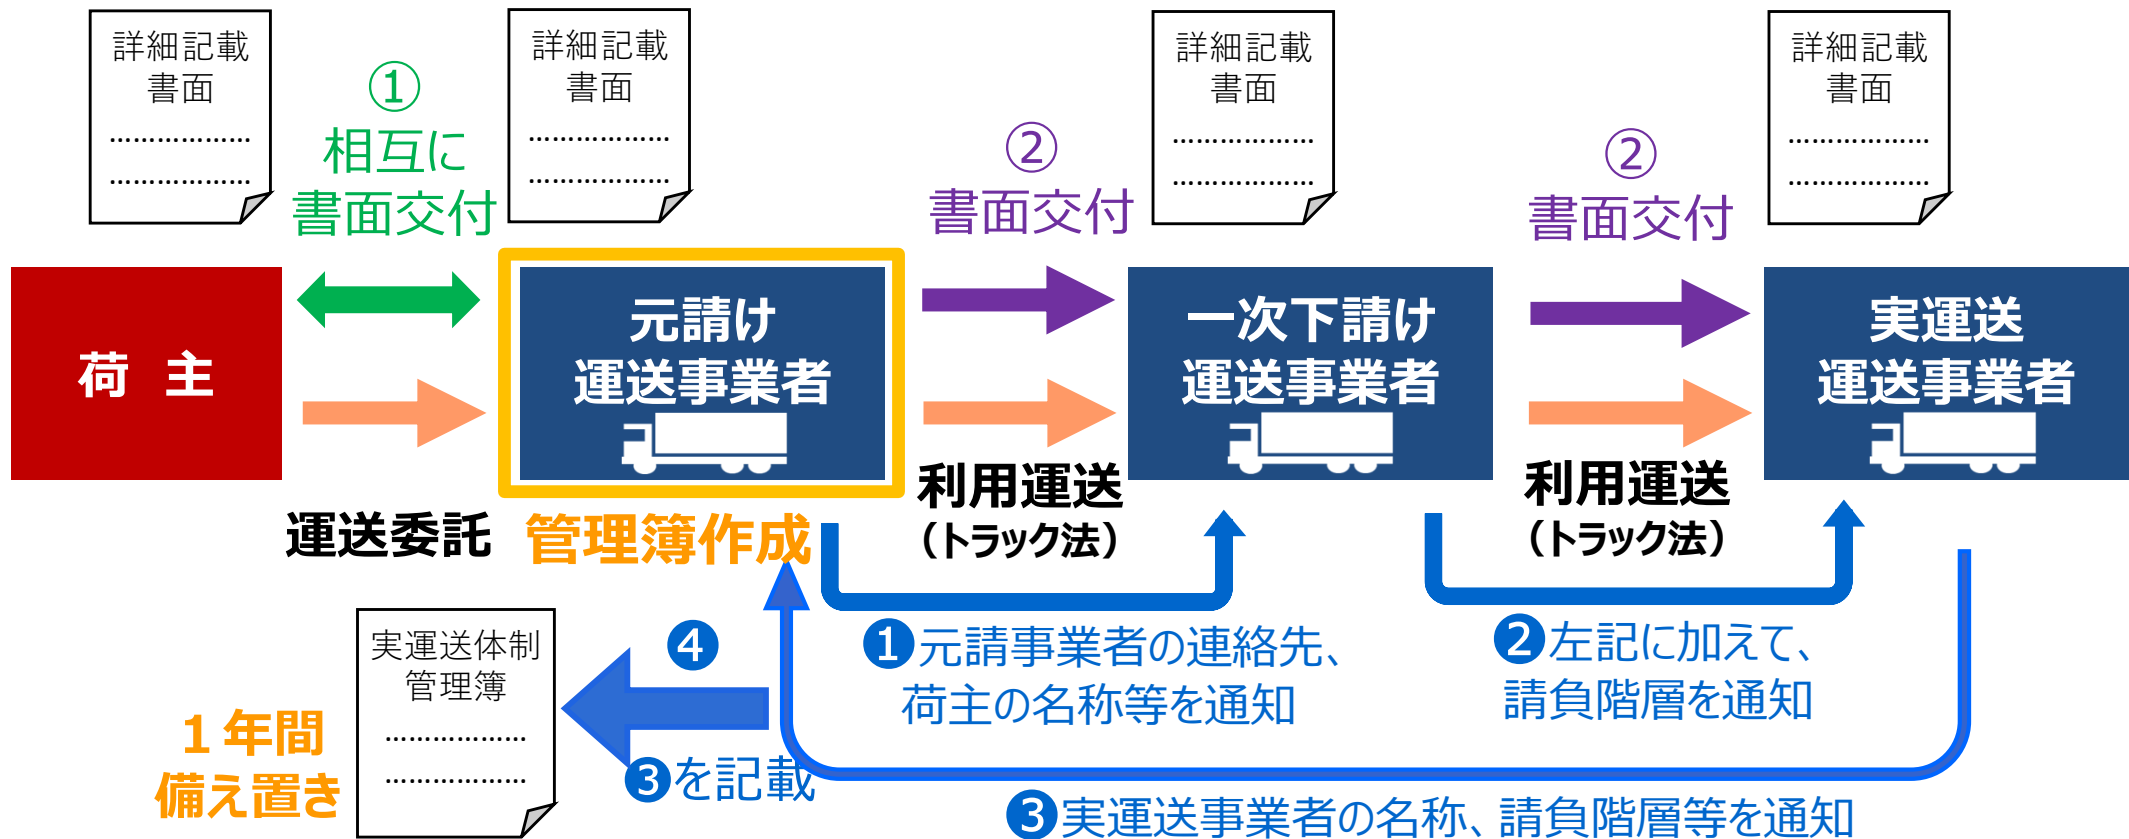 詳細記載
書面
………………
………………
①
相互に
書面交付
詳細記載
書面
………………
………………
②
書面交付
詳細記載
書面
………………
………………
②
書面交付
詳細記載
書面
………………
………………
荷　主
元請け
運送事業者
一次下請け
運送事業者
実運送
運送事業者
運送委託
管理簿作成
利用運送
（トラック法）
利用運送
（トラック法）
❶元請事業者の連絡先、
荷主の名称等を通知
❷左記に加えて、
請負階層を通知
実運送体制
管理簿
………………
………………
❹
❸を記載
１年間
備え置き
❸実運送事業者の名称、請負階層等を通知